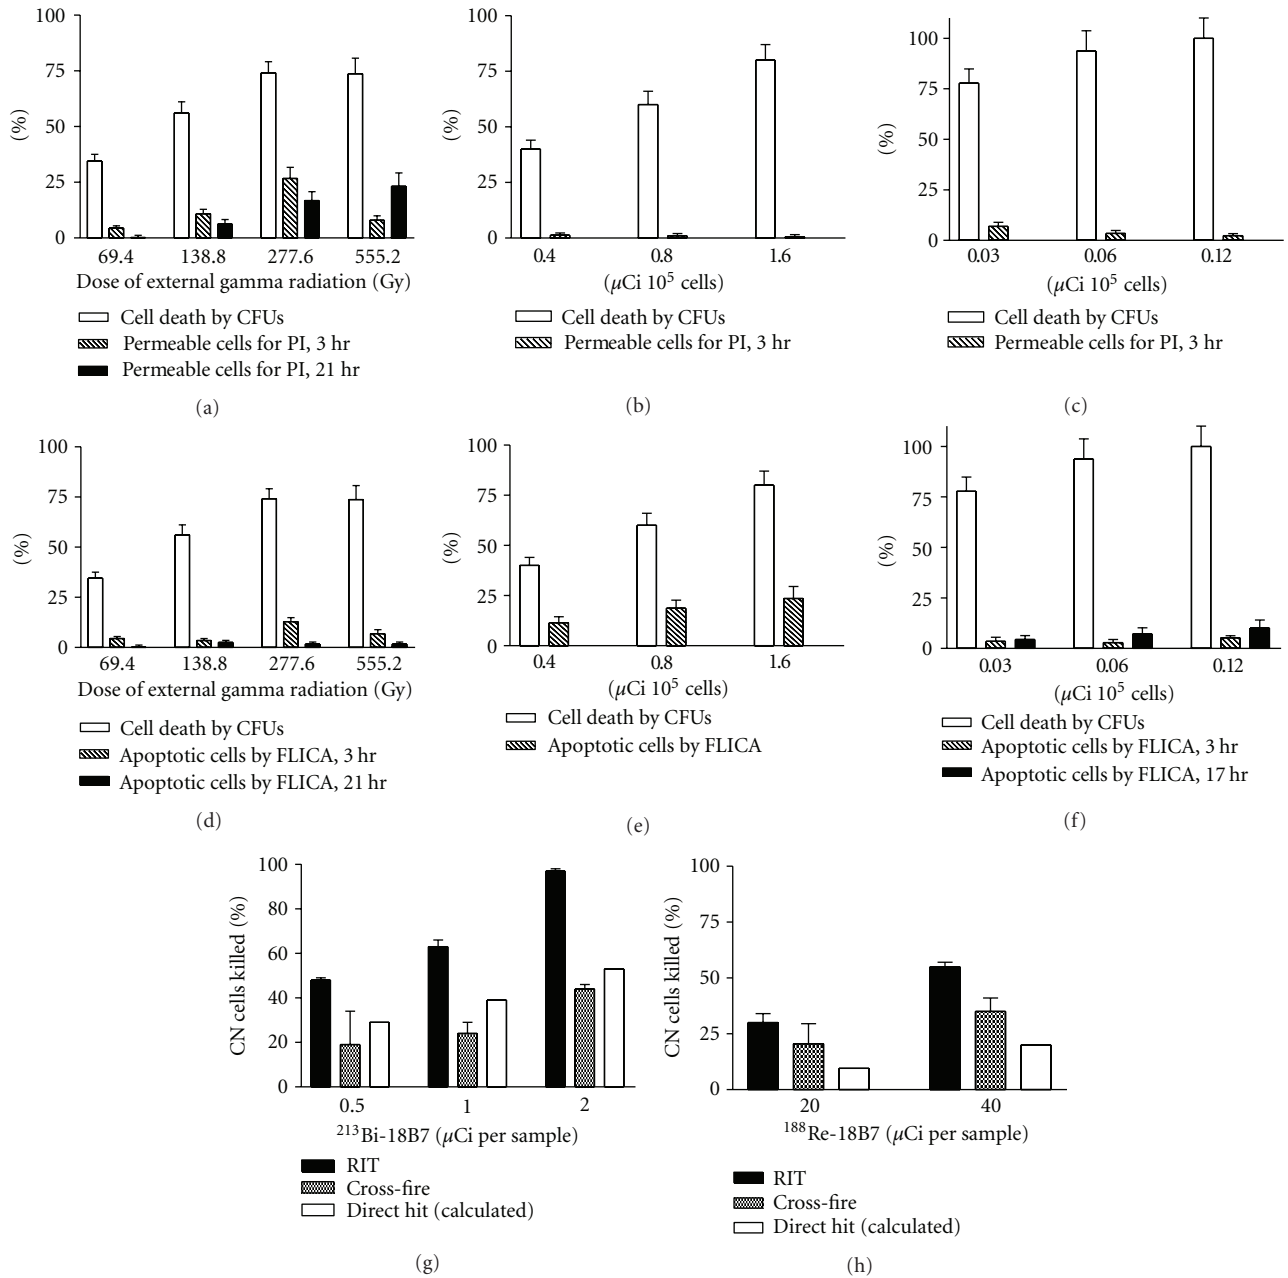 100
75
50
25
0
(%)
69.4 138.8 277.6 555.2
Dose of external gamma radiation (Gy)
Cell death by CFUs
Permeable cells for PI, 3 hr
Permeable cells for PI, 21 hr
(a)
100
75
50
25
0
(%)
0.4 0.8 1.6
(μCi 10⁵ cells)
Cell death by CFUs
Permeable cells for PI, 3 hr
(b)
100
75
50
25
0
(%)
0.03 0.06 0.12
(μCi 10⁵ cells)
Cell death by CFUs
Permeable cells for PI, 3 hr
(c)
100
75
50
25
0
(%)
69.4 138.8 277.6 555.2
Dose of external gamma radiation (Gy)
Cell death by CFUs
Apoptotic cells by FLICA, 3 hr
Apoptotic cells by FLICA, 21 hr
(d)
100
75
50
25
0
(%)
0.4 0.8 1.6
(μCi 10⁵ cells)
Cell death by CFUs
Apoptotic cells by FLICA
(e)
100
75
50
25
0
(%)
0.03 0.06 0.12
(μCi 10⁵ cells)
Cell death by CFUs
Apoptotic cells by FLICA, 3 hr
Apoptotic cells by FLICA, 17 hr
(f)
100
80
60
40
20
0
CN cells killed (%)
0.5 1 2
²¹³Bi-18B7 (μCi per sample)
RIT
Cross-fire
Direct hit (calculated)
(g)
100
75
50
25
0
CN cells killed (%)
20 40
¹⁸⁸Re-18B7 (μCi per sample)
RIT
Cross-fire
Direct hit (calculated)
(h)